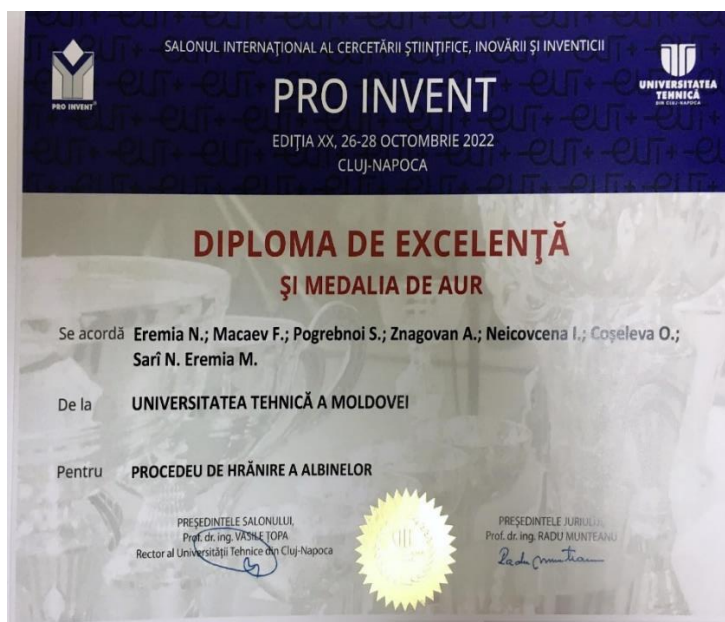 SALONUL INTERNAȚIONAL AL CERCETĂRII ȘTIINȚIFICE, INOVĂRII ȘI INVENTICII
PRO INVENT®
UNIVERSITATEA
TEHNICĂ
DIN CLUJ-NAPOCA
PRO INVENT
EDIȚIA XX, 26-28 OCTOMBRIE 2022
CLUJ-NAPOCA
DIPLOMA DE EXCELENȚĂ
ȘI MEDALIA DE AUR
Se acordă Eremia N.; Macaev F.; Pogrebnoi S.; Znagovan A.; Neicovcena I.; Coșeleva O.;
Sarî N. Eremia M.
De la UNIVERSITATEA TEHNICĂ A MOLDOVEI
Pentru PROCEDEU DE HRĂNIRE A ALBINELOR
PREȘEDINTELE SALONULUI,
Prof. dr. ing. VASILE ȚOPA
Rector al Universității Tehnice din Cluj-Napoca
PREȘEDINTELE JURIULUI,
Prof. dr. ing. RADU MUNTEANU
Radu Munteanu